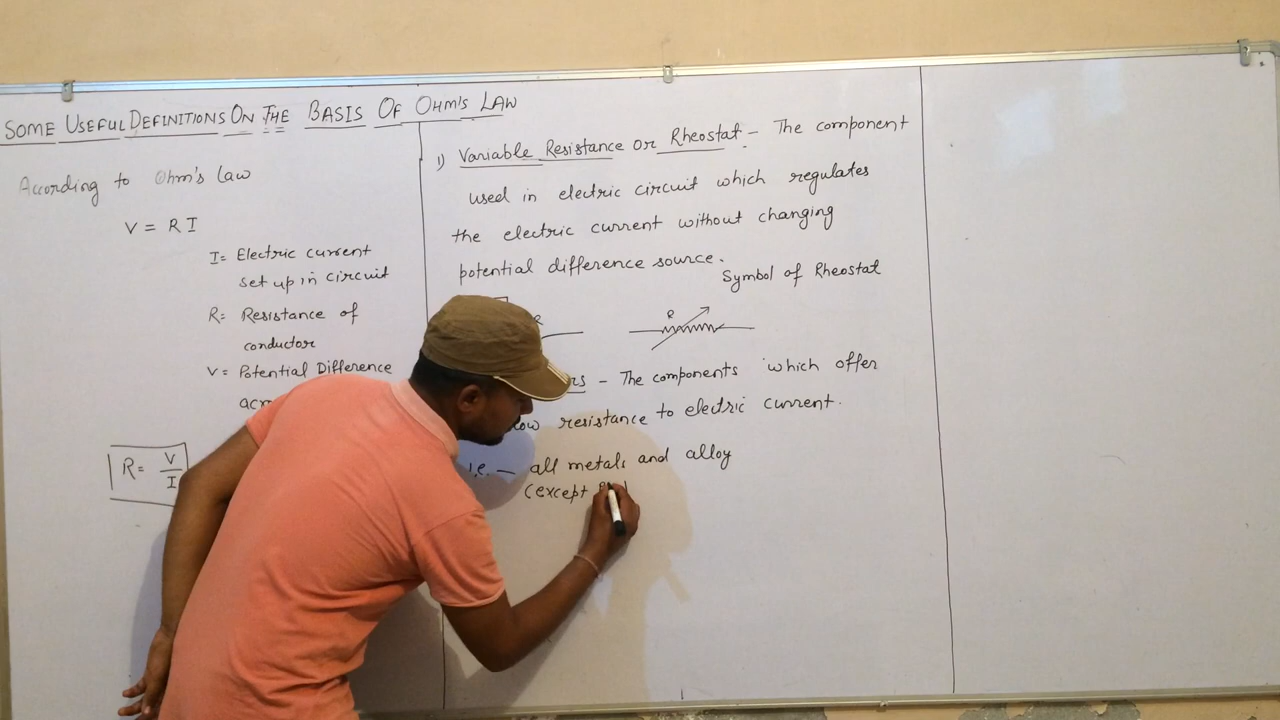 SOME USEFUL DEFINITIONS ON THE BASIS OF OHM'S LAW
According to Ohm's law
V = R I
I= Electric current
set up in circuit
R= Resistance of
conductor
V= Potential Difference
R= V/I
1) Variable Resistance or Rheostat - The component
used in electric circuit which regulates
the electric current without changing
potential difference source.
Symbol of Rheostat
R
R
- The components which offer
low resistance to electric current.
i.e. - all metals and alloy
(except